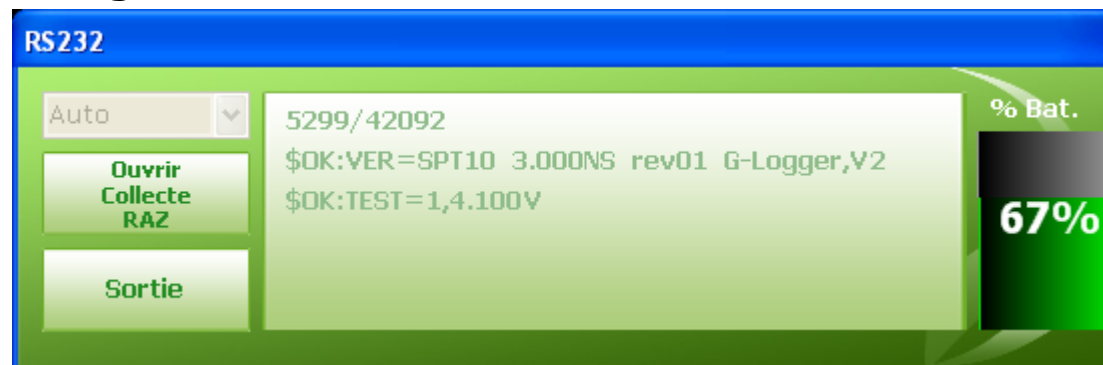 RS232
Auto
Ouvrir
Collecte
RAZ
Sortie
5299/42092
$OK:VER=SPT10 3.000NS rev01 G-Logger,V2
$OK:TEST=1,4.100V
% Bat.
67%